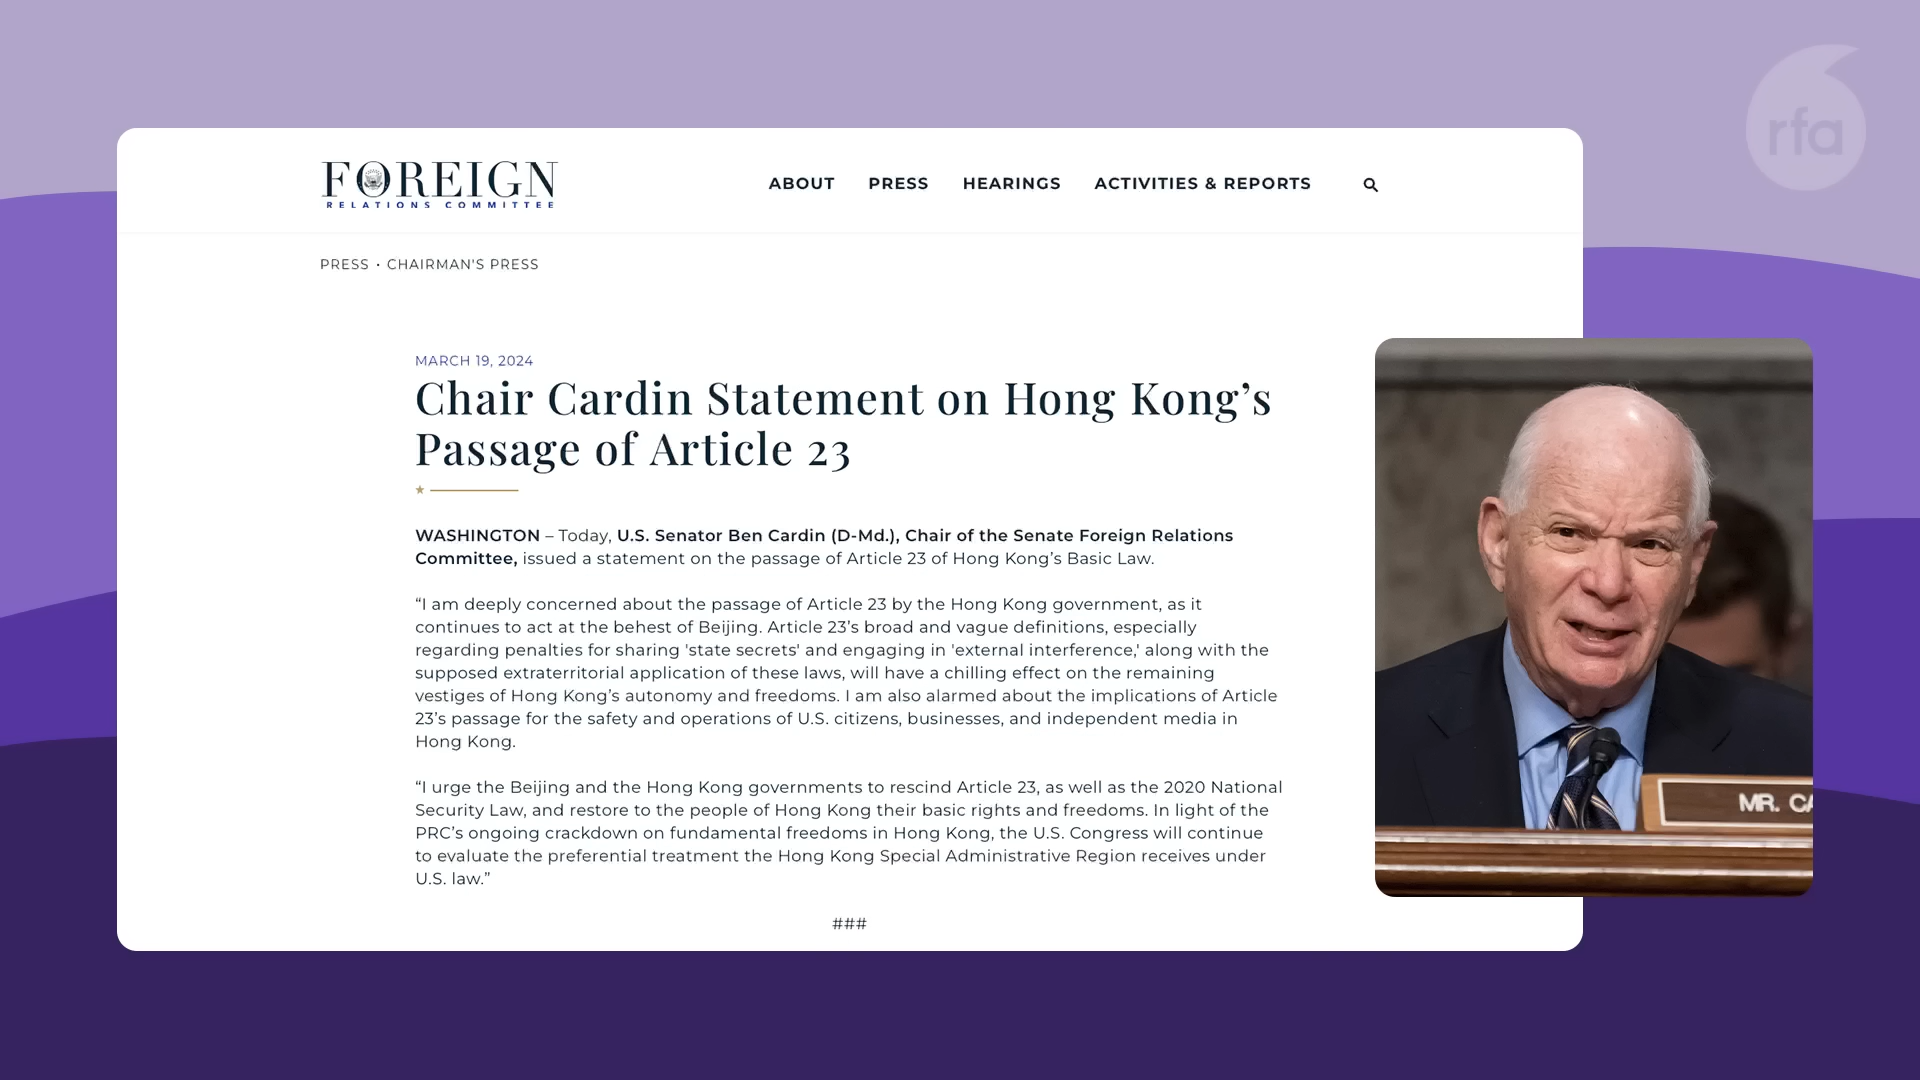 rfa
FOREIGN
RELATIONS COMMITTEE
ABOUT PRESS HEARINGS ACTIVITIES & REPORTS
PRESS • CHAIRMAN'S PRESS
MARCH 19, 2024
Chair Cardin Statement on Hong Kong’s
Passage of Article 23
WASHINGTON – Today, U.S. Senator Ben Cardin (D-Md.), Chair of the Senate Foreign Relations
Committee, issued a statement on the passage of Article 23 of Hong Kong’s Basic Law.
“I am deeply concerned about the passage of Article 23 by the Hong Kong government, as it
continues to act at the behest of Beijing. Article 23’s broad and vague definitions, especially
regarding penalties for sharing 'state secrets' and engaging in 'external interference,' along with the
supposed extraterritorial application of these laws, will have a chilling effect on the remaining
vestiges of Hong Kong’s autonomy and freedoms. I am also alarmed about the implications of Article
23’s passage for the safety and operations of U.S. citizens, businesses, and independent media in
Hong Kong.
“I urge the Beijing and the Hong Kong governments to rescind Article 23, as well as the 2020 National
Security Law, and restore to the people of Hong Kong their basic rights and freedoms. In light of the
PRC’s ongoing crackdown on fundamental freedoms in Hong Kong, the U.S. Congress will continue
to evaluate the preferential treatment the Hong Kong Special Administrative Region receives under
U.S. law.”
###
MR. CA